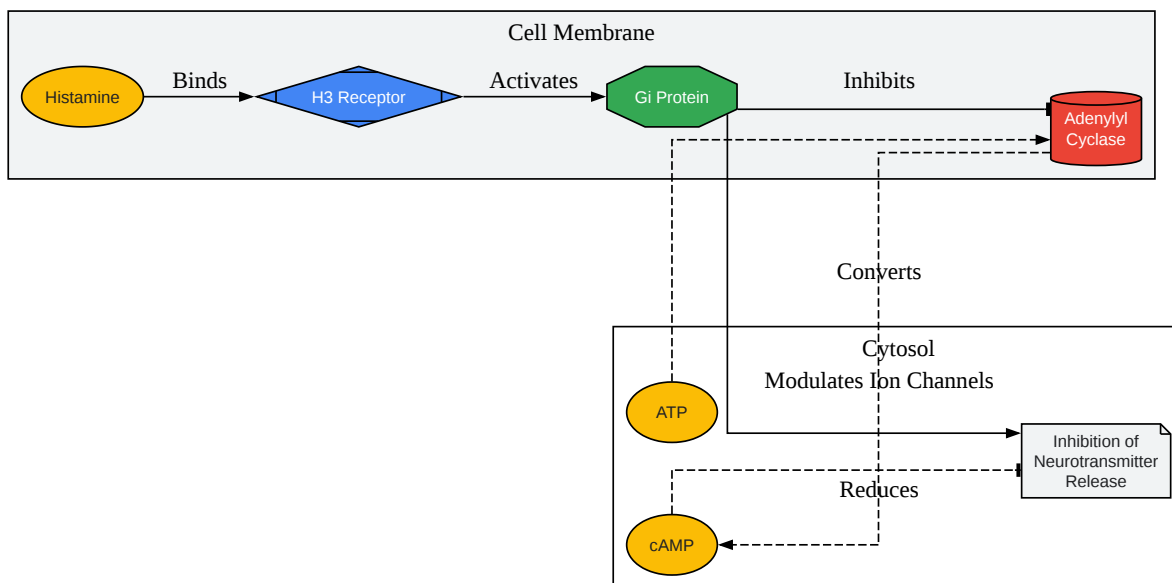 Cell Membrane
Histamine
Binds
H3 Receptor
Activates
Gi Protein
Inhibits
Adenylyl
Cyclase
Converts
Cytosol
Modulates Ion Channels
ATP
Inhibition of
Neurotransmitter
Release
Reduces
cAMP